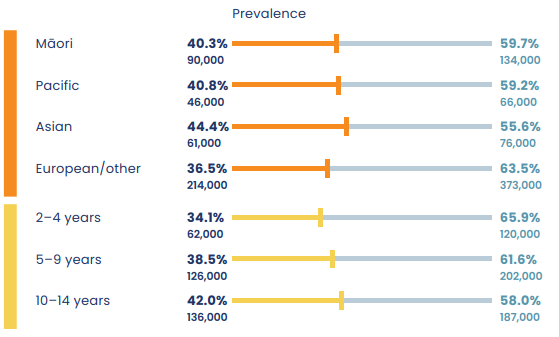 Prevalence
Māori 40.3% 59.7%
90,000 134,000
Pacific 40.8% 59.2%
46,000 66,000
Asian 44.4% 55.6%
61,000 76,000
European/other 36.5% 63.5%
214,000 373,000
2–4 years 34.1% 65.9%
62,000 120,000
5–9 years 38.5% 61.6%
126,000 202,000
10–14 years 42.0% 58.0%
136,000 187,000